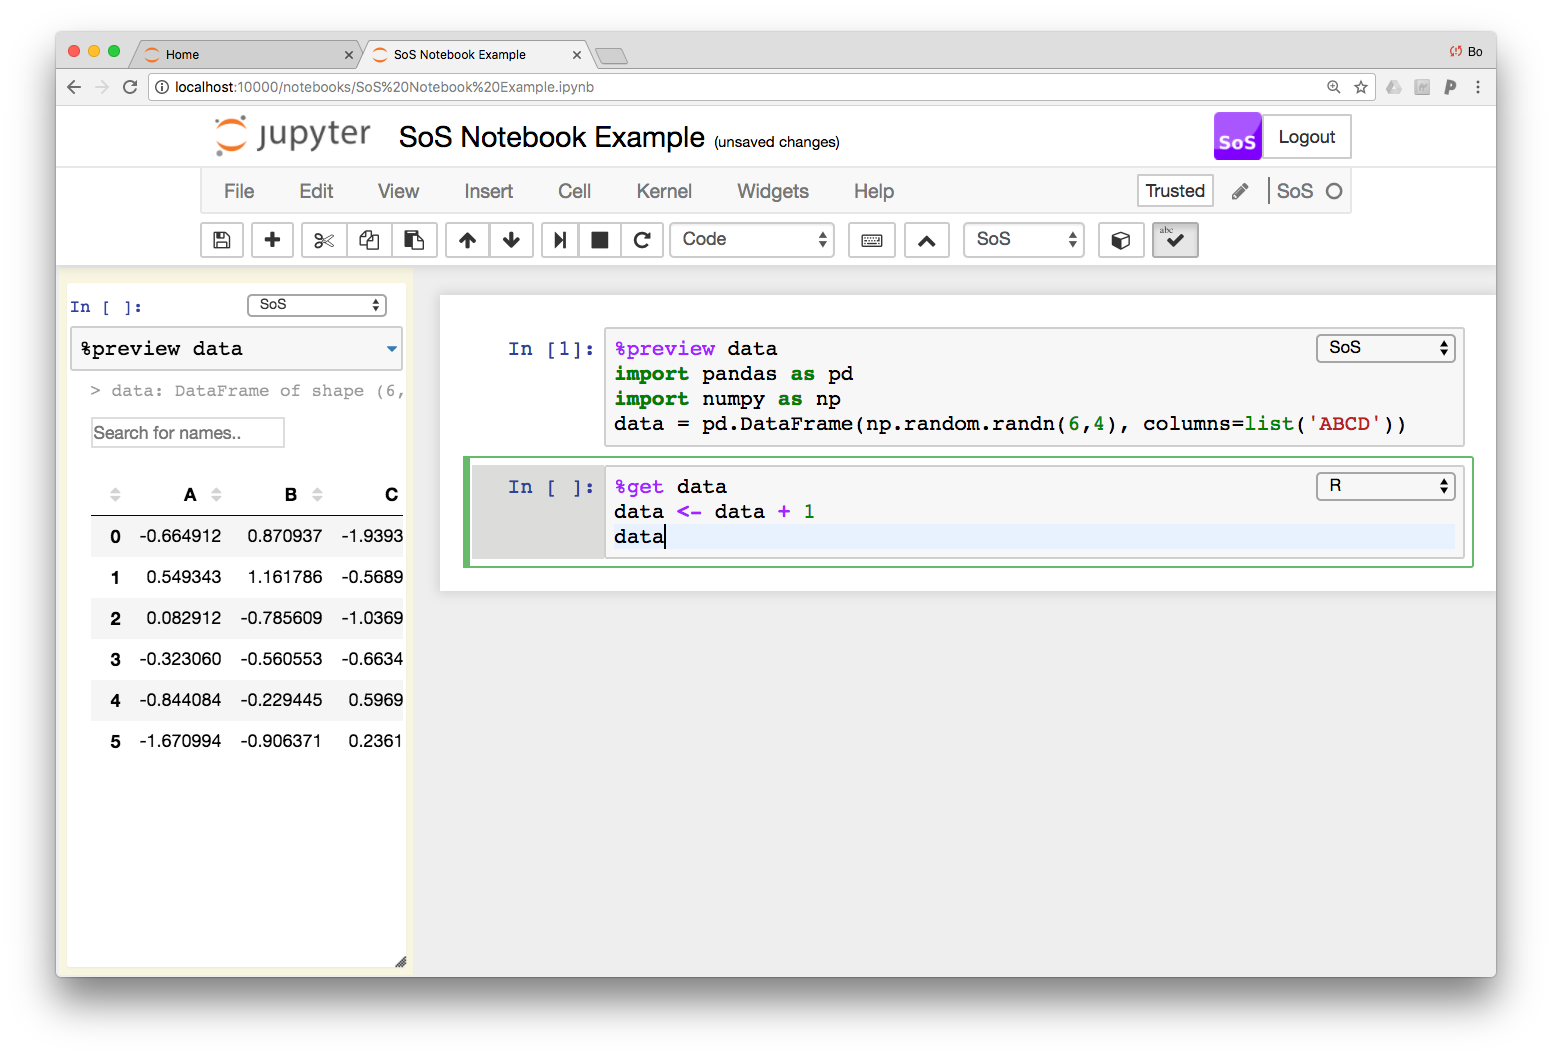 Home
SoS Notebook Example
Bo
localhost:10000/notebooks/SoS%20Notebook%20Example.ipynb
jupyter SoS Notebook Example (unsaved changes)
SoS
Logout
File Edit View Insert Cell Kernel Widgets Help
Trusted
SoS
Code
SoS
abc
In [ ]:
SoS
%preview data
> data: DataFrame of shape (6,
Search for names..
A B C
0 -0.664912 0.870937 -1.9393
1 0.549343 1.161786 -0.5689
2 0.082912 -0.785609 -1.0369
3 -0.323060 -0.560553 -0.6634
4 -0.844084 -0.229445 0.5969
5 -1.670994 -0.906371 0.2361
In [1]:
%preview data
SoS
import pandas as pd
import numpy as np
data = pd.DataFrame(np.random.randn(6,4), columns=list('ABCD'))
In [ ]:
%get data
R
data <- data + 1
data